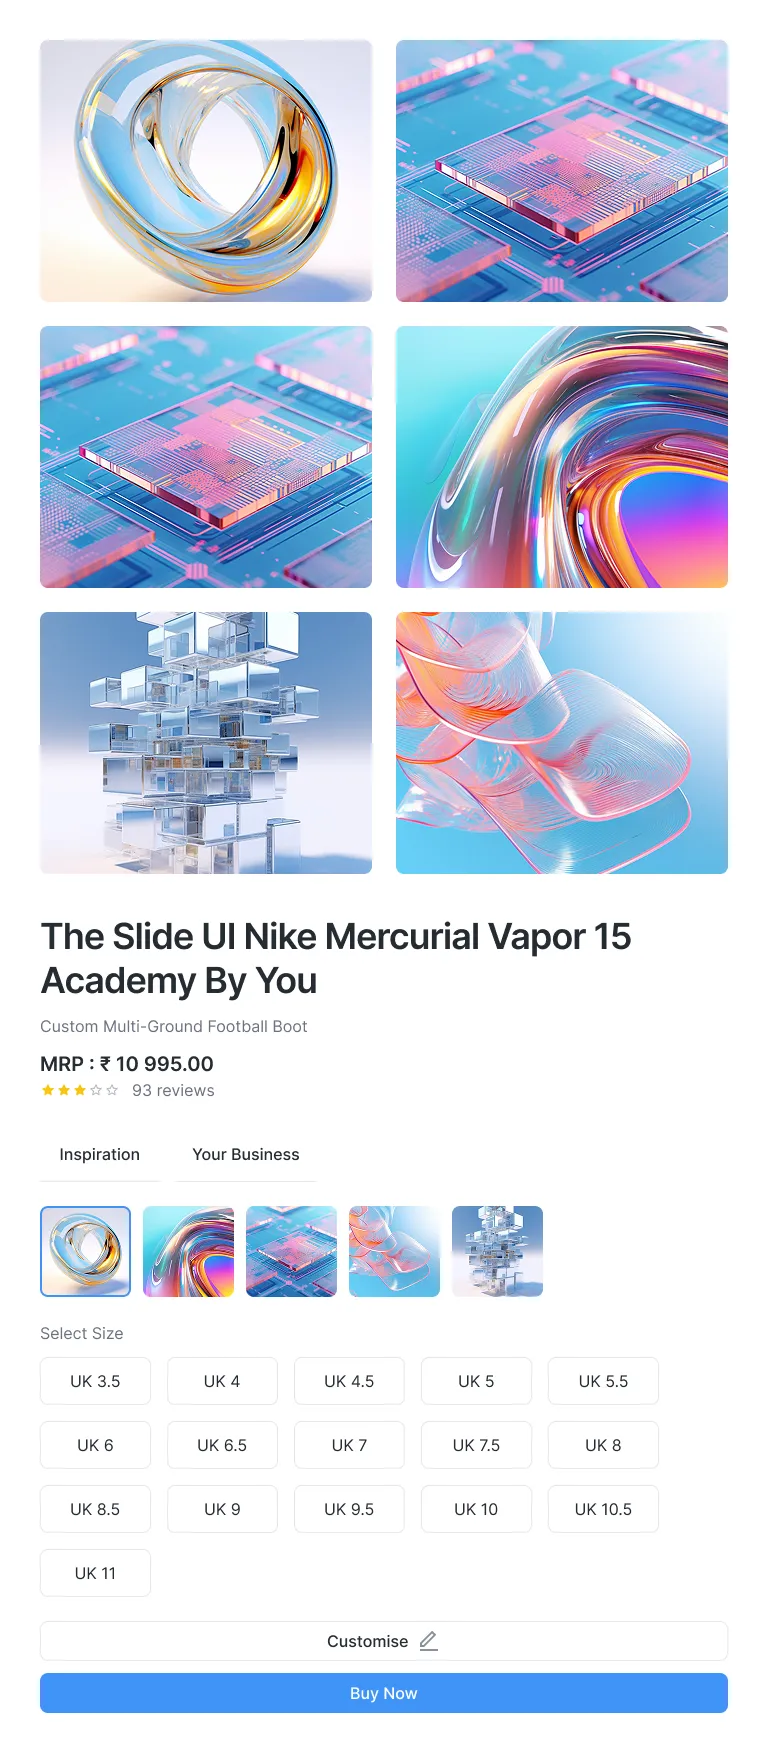 The Slide UI Nike Mercurial Vapor 15
Academy By You
Custom Multi-Ground Football Boot
MRP : ₹ 10 995.00
93 reviews
Inspiration
Your Business
Select Size
UK 3.5
UK 4
UK 4.5
UK 5
UK 5.5
UK 6
UK 6.5
UK 7
UK 7.5
UK 8
UK 8.5
UK 9
UK 9.5
UK 10
UK 10.5
UK 11
Customise
Buy Now